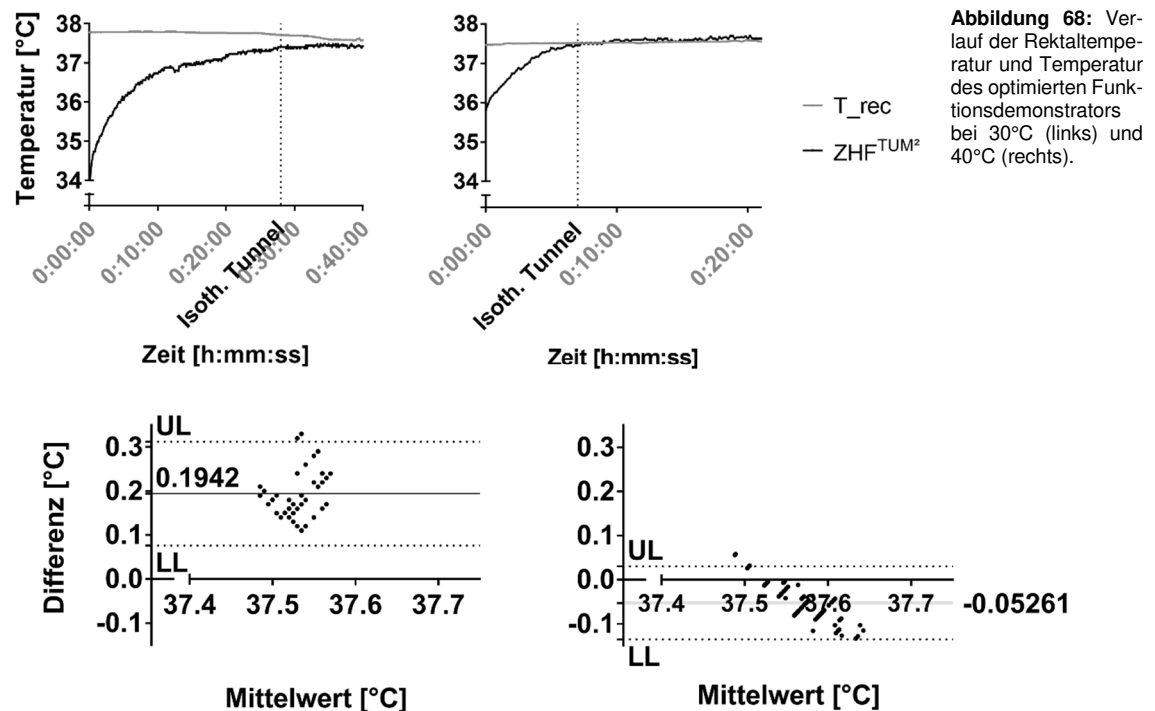 Temperatur [°C]
38
37
36
35
34
0:00:00
0:10:00
0:20:00
Isoth. Tunnel
0:30:00
0:40:00
Zeit [h:mm:ss]
38
37
36
35
34
0:00:00
Isoth. Tunnel
0:10:00
0:20:00
Zeit [h:mm:ss]
T_rec
ZHF^TUM²
Abbildung 68: Ver-
lauf der Rektaltempe-
ratur und Temperatur
des optimierten Funk-
tionsdemonstrators
bei 30°C (links) und
40°C (rechts).
Differenz [°C]
UL
0.3
0.1942
0.2
0.1
LL
0.0
37.4 37.5 37.6 37.7
-0.1
Mittelwert [°C]
0.3
0.2
0.1
UL
0.0
37.4 37.5 37.6 37.7
-0.05261
-0.1
LL
Mittelwert [°C]